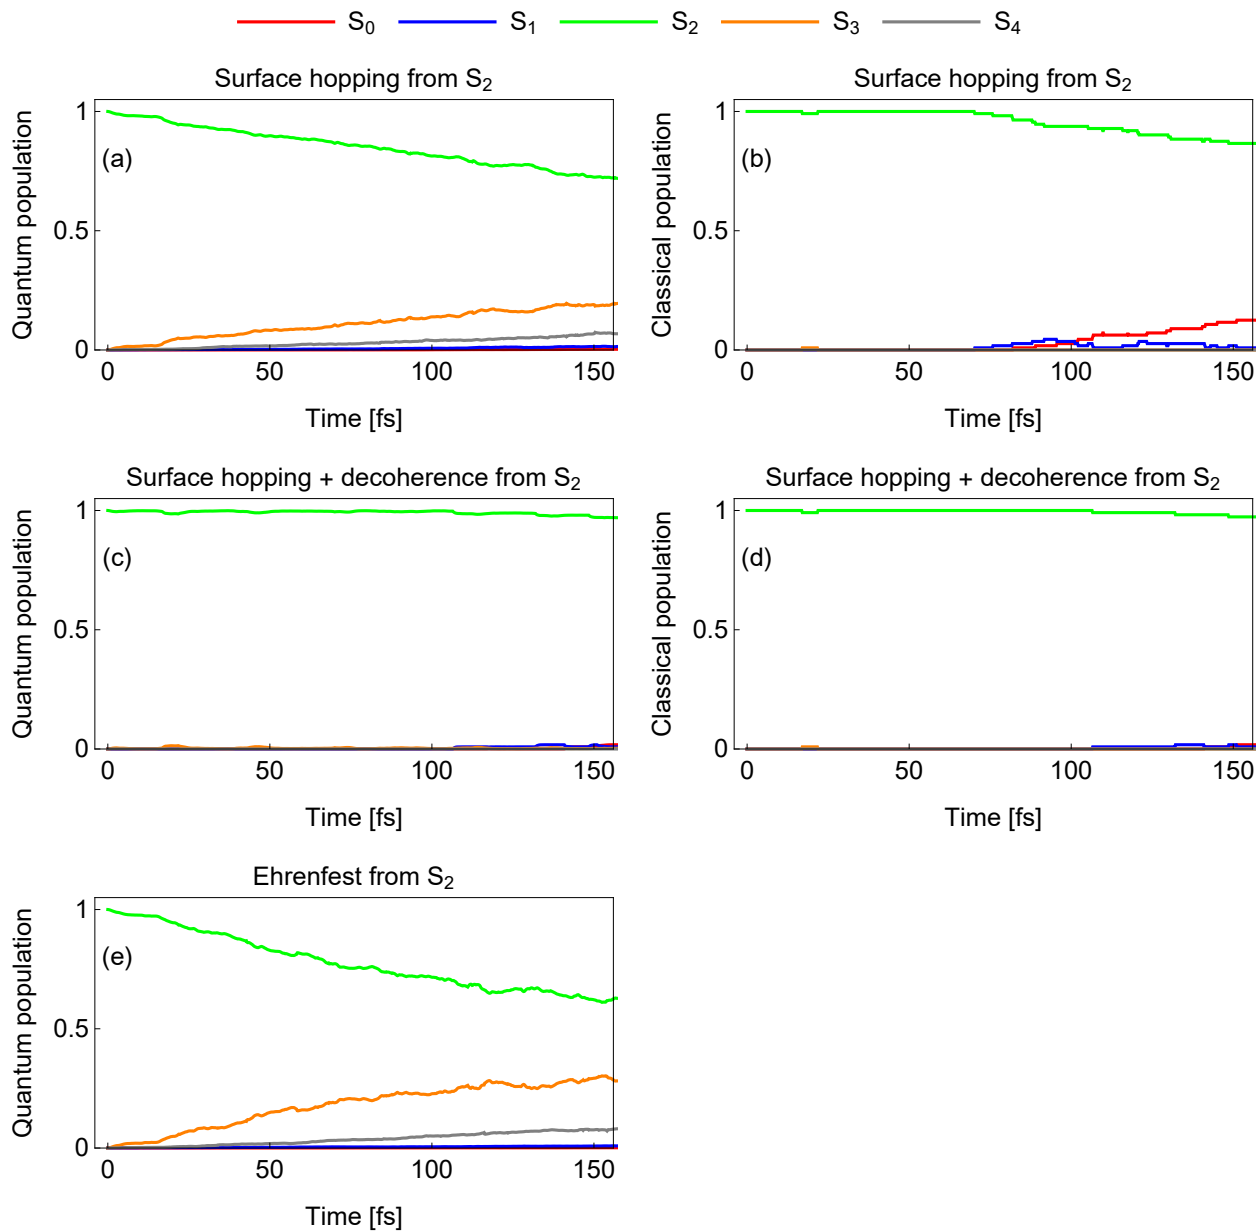 S0 S1 S2 S3 S4
Surface hopping from S2
Quantum population
(a)
1
0.5
0
0 50 100 150
Time [fs]
Surface hopping from S2
Classical population
(b)
1
0.5
0
0 50 100 150
Time [fs]
Surface hopping + decoherence from S2
Quantum population
(c)
1
0.5
0
0 50 100 150
Time [fs]
Surface hopping + decoherence from S2
Classical population
(d)
1
0.5
0
0 50 100 150
Time [fs]
Ehrenfest from S2
Quantum population
(e)
1
0.5
0
0 50 100 150
Time [fs]